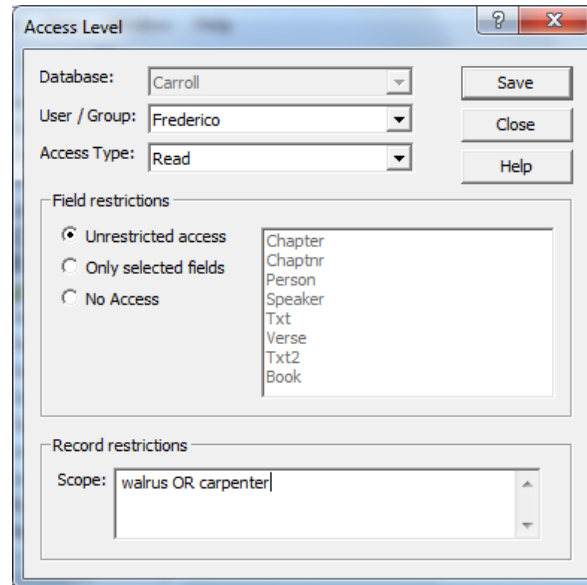 Access Level
Database: Carroll
Save
User / Group: Frederico
Close
Access Type: Read
Help
Field restrictions
Unrestricted access
Only selected fields
No Access
Chapter
Chaptnr
Person
Speaker
Txt
Verse
Txt2
Book
Record restrictions
Scope: walrus OR carpenter